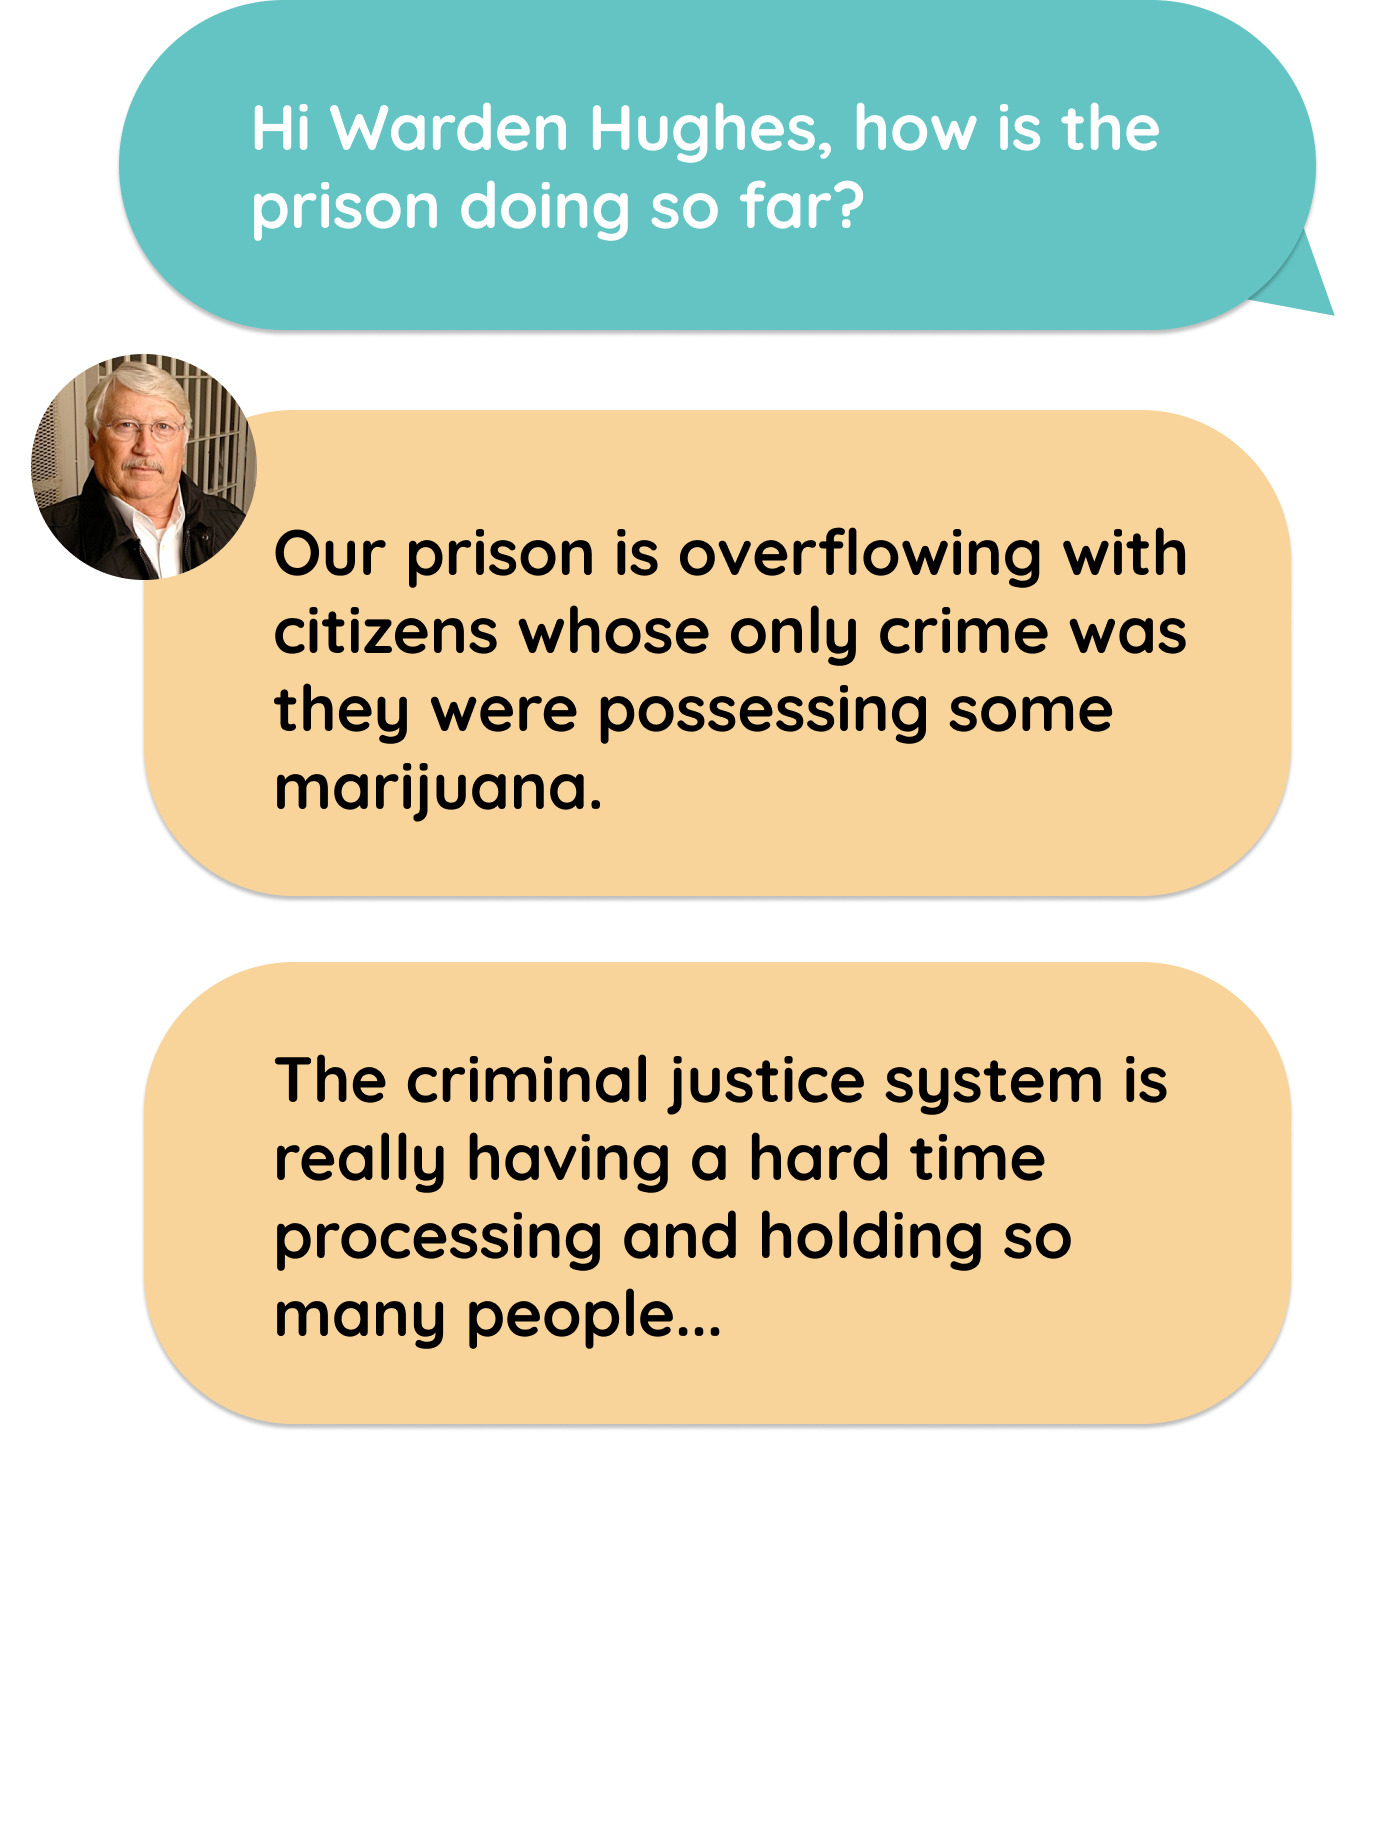 Hi Warden Hughes, how is the
prison doing so far?
Our prison is overflowing with
citizens whose only crime was
they were possessing some
marijuana.
The criminal justice system is
really having a hard time
processing and holding so
many people...